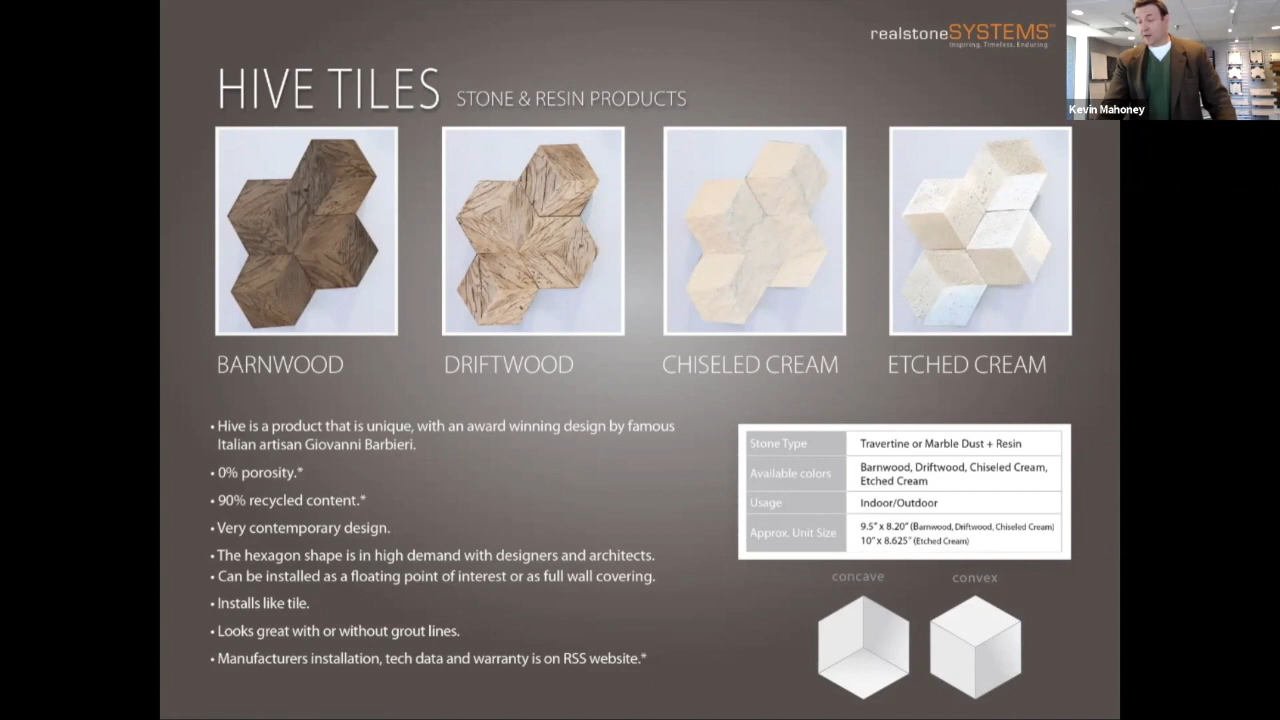 realstoneSYSTEMS
Inspiring. Timeless. Enduring
Kevin Mahoney
HIVE TILES STONE & RESIN PRODUCTS
BARNWOOD
DRIFTWOOD
CHISELED CREAM
ETCHED CREAM
• Hive is a product that is unique, with an award winning design by famous
Italian artisan Giovanni Barbieri.
• 0% porosity.*
• 90% recycled content.*
• Very contemporary design.
• The hexagon shape is in high demand with designers and architects.
• Can be installed as a floating point of interest or as full wall covering.
• Installs like tile.
• Looks great with or without grout lines.
• Manufacturers installation, tech data and warranty is on RSS website.*
Stone Type Travertine or Marble Dust + Resin
Available colors Barnwood, Driftwood, Chiseled Cream,
Etched Cream
Usage Indoor/Outdoor
Approx. Unit Size 9.5" x 8.20" (Barnwood, Driftwood, Chiseled Cream)
10" x 8.625" (Etched Cream)
concave convex